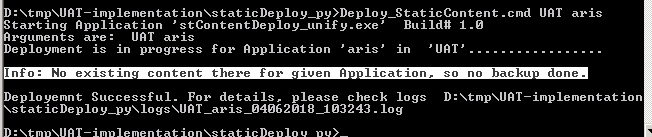 D:\tmp\UAT-implementation\staticDeploy_py>Deploy_StaticContent.cmd UAT aris
Starting Application 'stContentDeploy_unify.exe'  Build# 1.0
Arguments are:  UAT aris
Deployment is in progress for Application 'aris' in  'UAT'.................
Info: No existing content there for given Application, so no backup done.
Deployemnt Successful. For details, please check logs  D:\tmp\UAT-implementation
\staticDeploy_py\logs\UAT_aris_04062018_103243.log
D:\tmp\UAT-implementation\staticDeploy_py>_